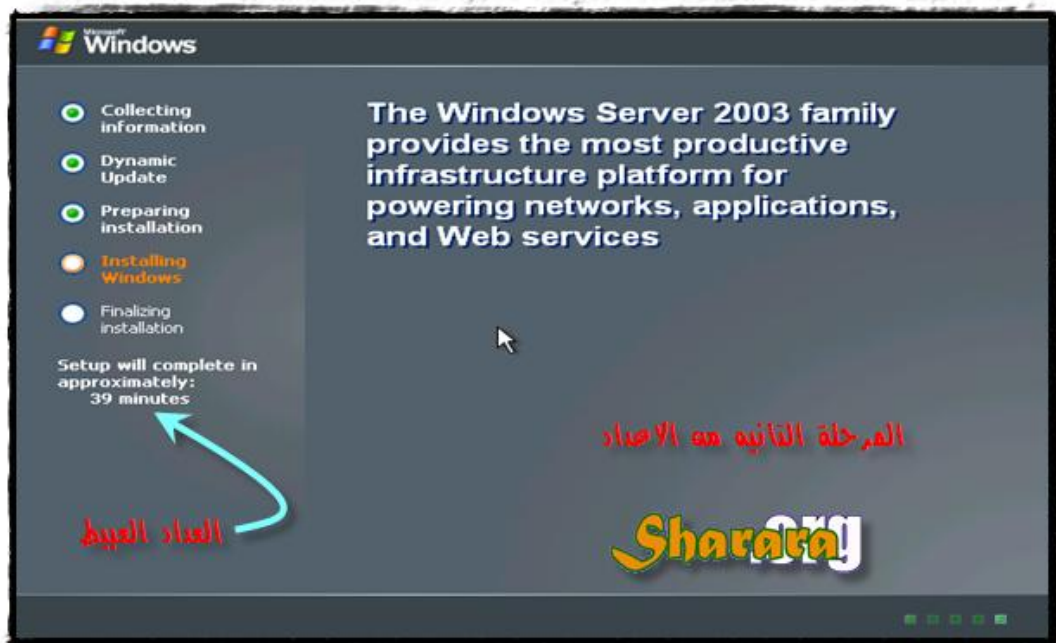 Microsoft
Windows
Collecting
information
Dynamic
Update
Preparing
installation
Installing
Windows
Finalizing
installation
Setup will complete in
approximately:
39 minutes
The Windows Server 2003 family
provides the most productive
infrastructure platform for
powering networks, applications,
and Web services
المرحلة الثانيه من الاعداد
العداد العبيط
Sharara.org